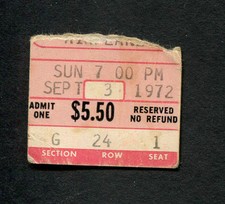 SUN 7 00 PM
SEPT 3 1972
ADMIT ONE $5.50 RESERVED NO REFUND
G 24 1
SECTION ROW SEAT